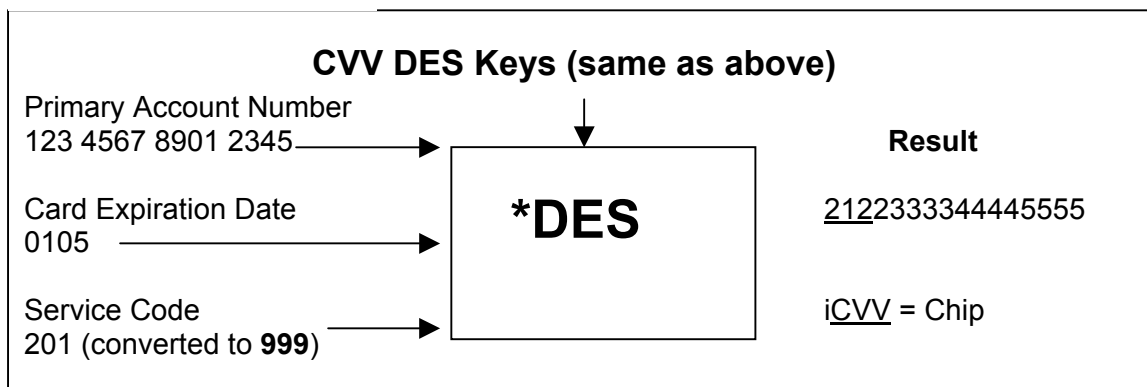 CVV DES Keys (same as above)
Primary Account Number
123 4567 8901 2345
Result
Card Expiration Date
0105
*DES
2122333344445555
Service Code
201 (converted to 999)
iCVV = Chip